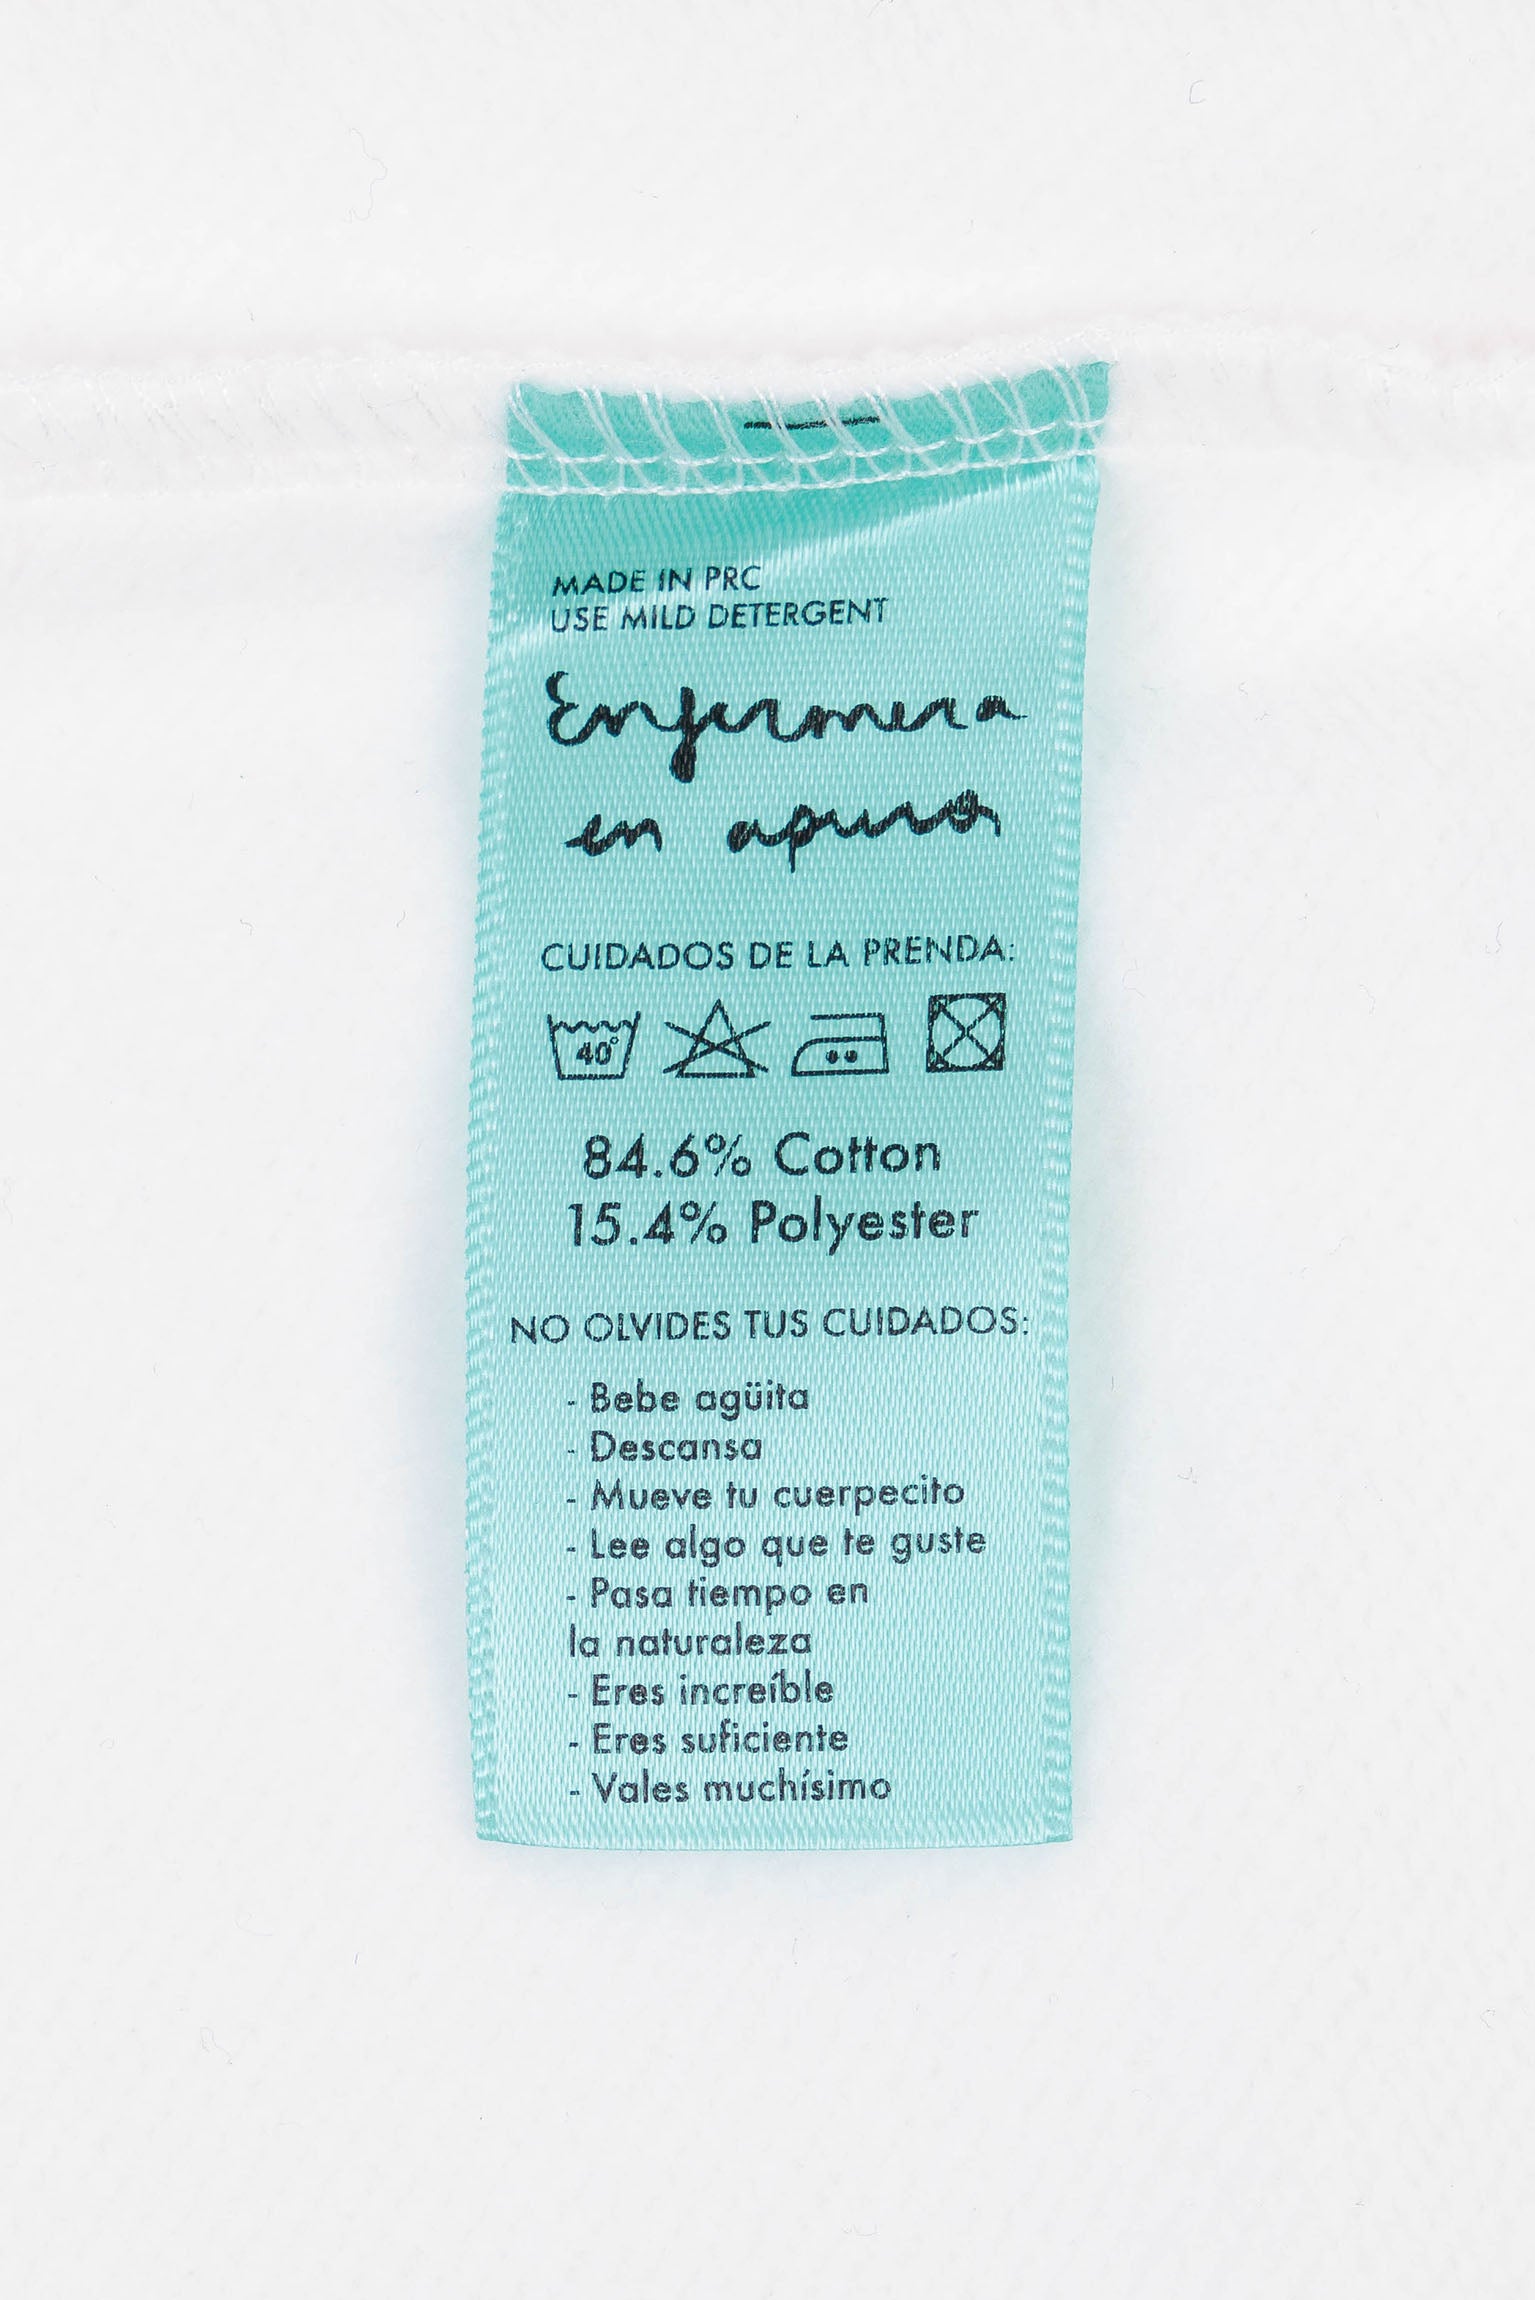 MADE IN PRC
USE MILD DETERGENT
Enfermera
en apuros
CUIDADOS DE LA PRENDA:
40°
84.6% Cotton
15.4% Polyester
NO OLVIDES TUS CUIDADOS:
- Bebe agüita
- Descansa
- Mueve tu cuerpecito
- Lee algo que te guste
- Pasa tiempo en
la naturaleza
- Eres increíble
- Eres suficiente
- Vales muchísimo